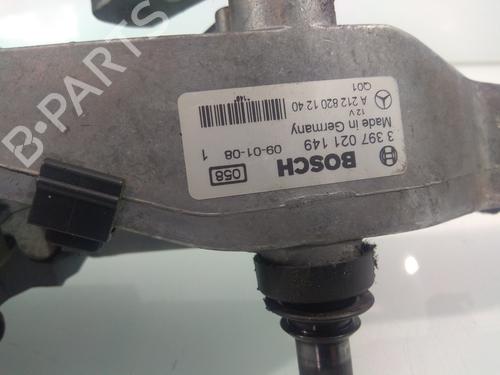 BOSCH
3 397 021 149
Made in Germany
12V
A 212 820 12 40
Q01
058
09-01-08 1
B-PARTS